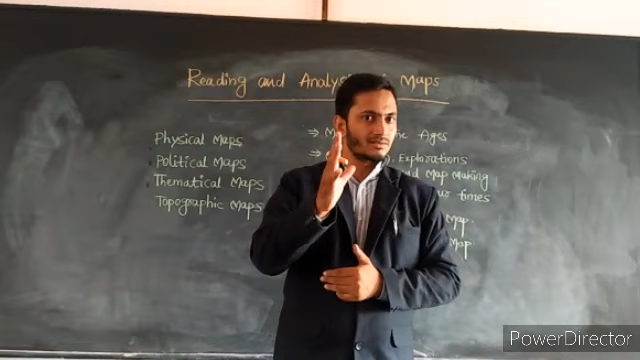 Reading and Analys Maps
Physical Maps
Political Maps
Thematical Maps
Topographic Maps
⇒ Ages
⇒ Explorations
Map Making
times
Map.
Map
PowerDirector